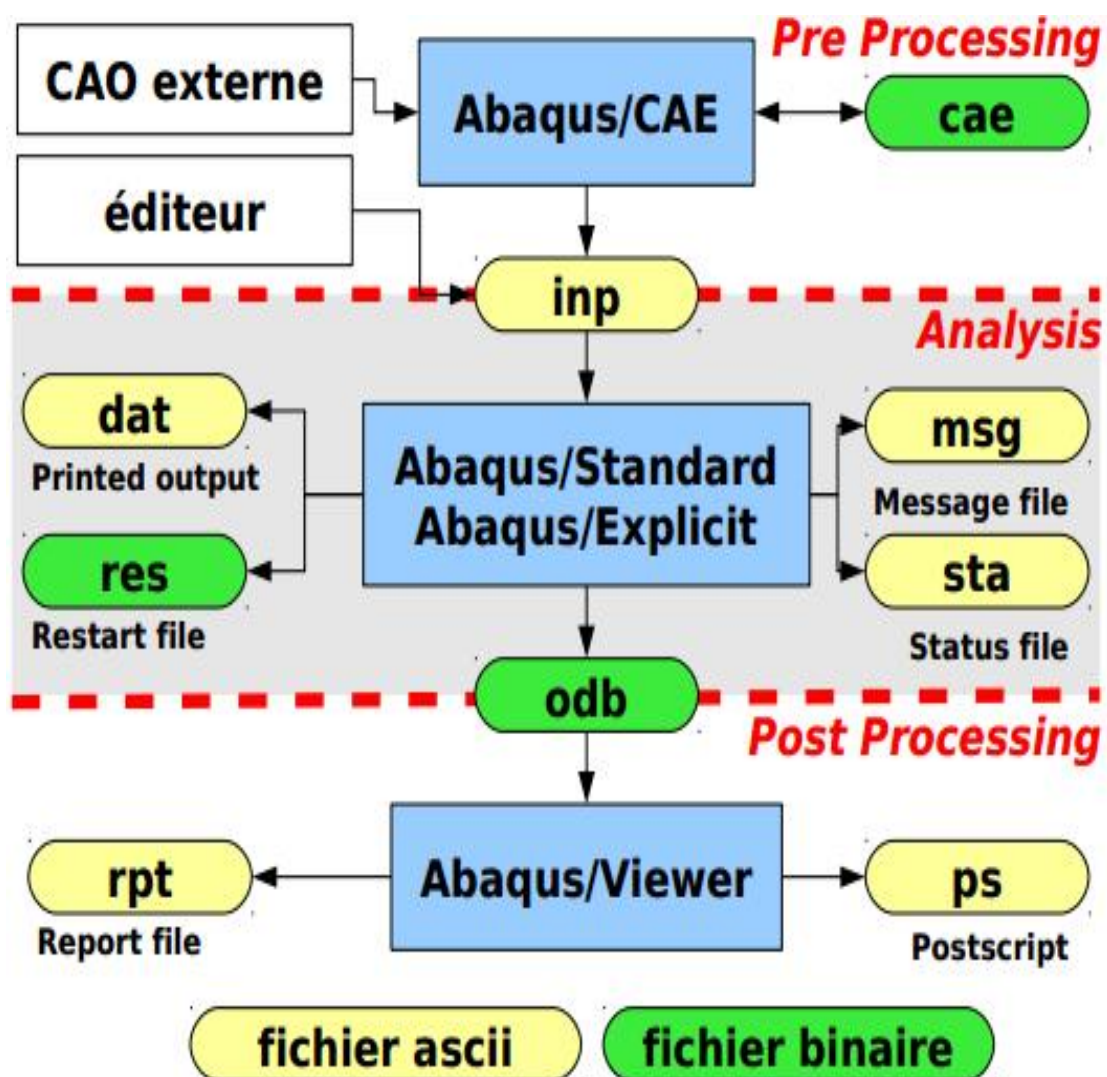 Pre Processing
CAO externe
Abaqus/CAE
cae
éditeur
inp
Analysis
dat
Printed output
Abaqus/Standard
Abaqus/Explicit
msg
Message file
res
Restart file
sta
Status file
odb
Post Processing
rpt
Report file
Abaqus/Viewer
ps
Postscript
fichier ascii
fichier binaire